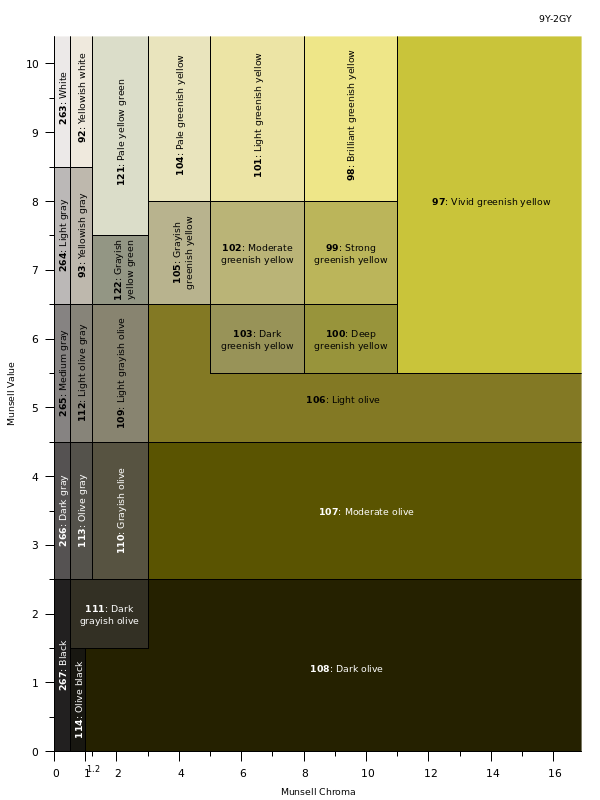 9Y-2GY
10
9
8
7
6
5
4
3
2
1
0
Munsell Value
263: White
92: Yellowish white
121: Pale yellow green
104: Pale greenish yellow
101: Light greenish yellow
98: Brilliant greenish yellow
97: Vivid greenish yellow
264: Light gray
93: Yellowish gray
122: Grayish
yellow green
105: Grayish
greenish yellow
102: Moderate
greenish yellow
99: Strong
greenish yellow
265: Medium gray
112: Light olive gray
109: Light grayish olive
103: Dark
greenish yellow
100: Deep
greenish yellow
106: Light olive
266: Dark gray
113: Olive gray
110: Grayish olive
107: Moderate olive
267: Black
111: Dark
grayish olive
114: Olive black
108: Dark olive
0
1
1.2
2
4
6
8
10
12
14
16
Munsell Chroma